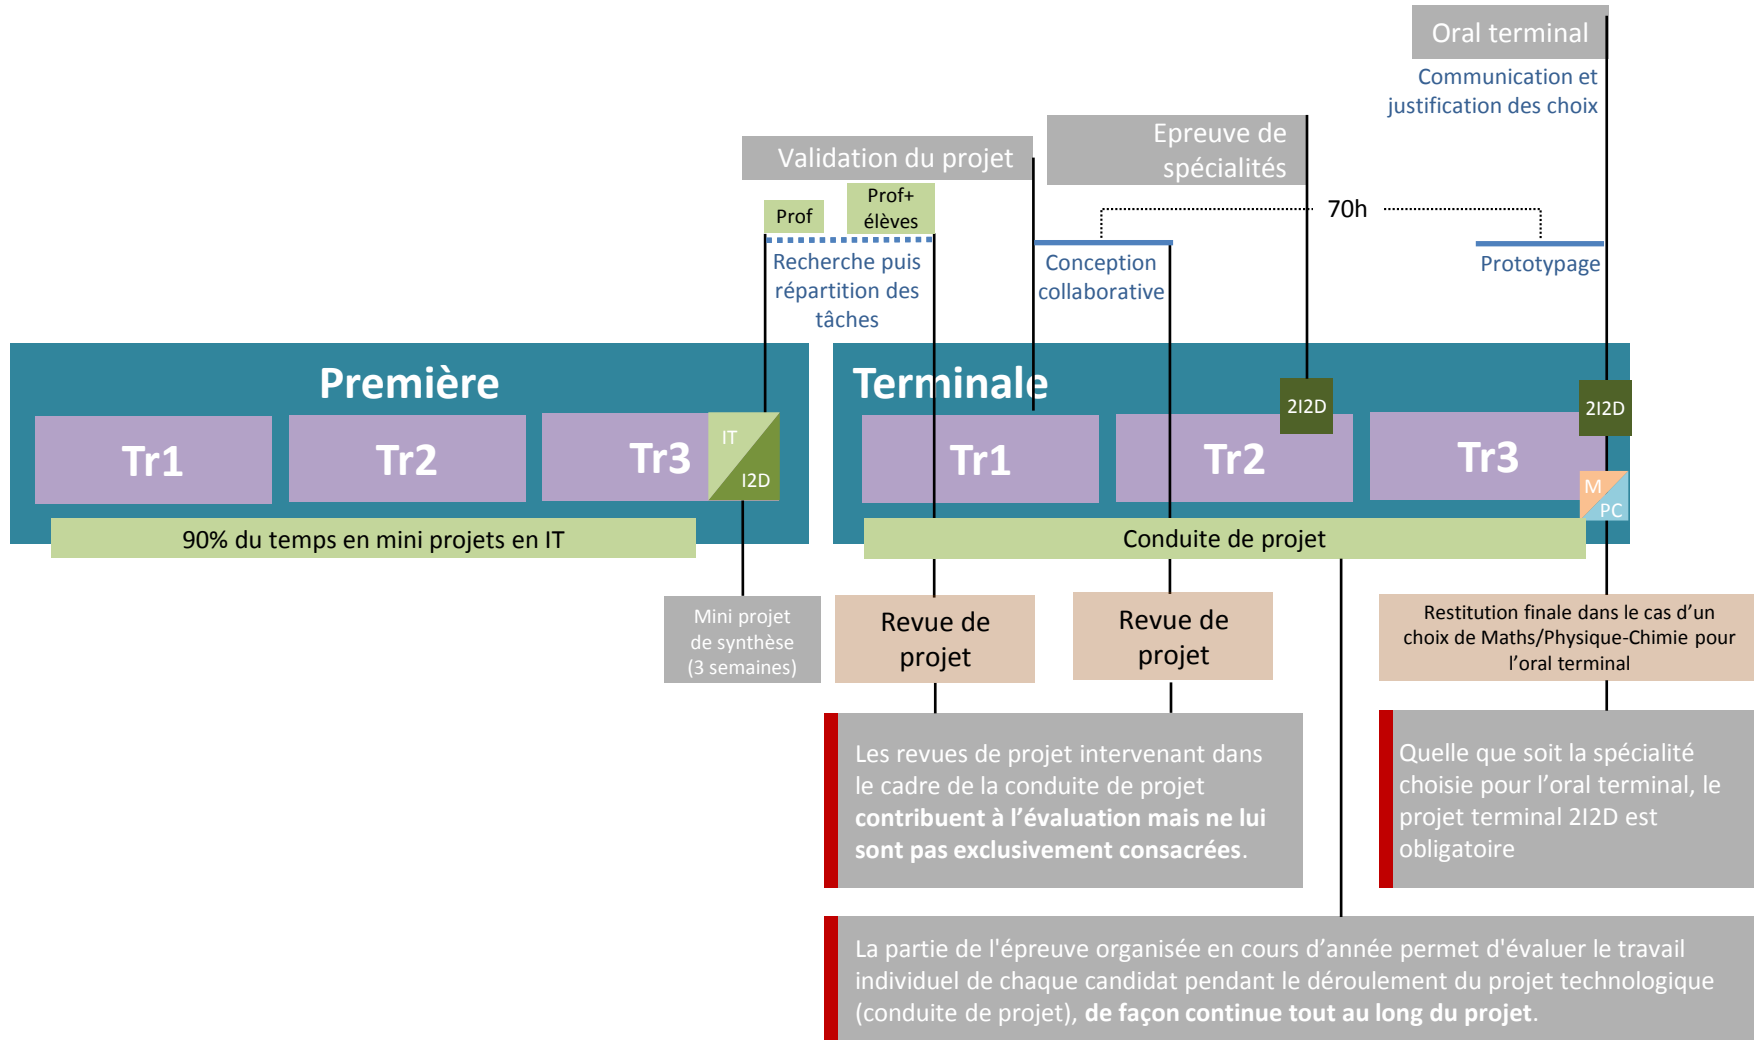 Oral terminal
Communication et
justification des choix
Epreuve de
spécialités
Validation du projet
Prof
Prof+
élèves
70h
Recherche puis
répartition des
tâches
Conception
collaborative
Prototypage
Première
Terminale
Tr1
Tr2
Tr3
IT
I2D
Tr1
Tr2
2I2D
Tr3
2I2D
M
PC
90% du temps en mini projets en IT
Conduite de projet
Mini projet
de synthèse
(3 semaines)
Revue de
projet
Revue de
projet
Restitution finale dans le cas d’un
choix de Maths/Physique-Chimie pour
l’oral terminal
Les revues de projet intervenant dans
le cadre de la conduite de projet
contribuent à l’évaluation mais ne lui
sont pas exclusivement consacrées.
Quelle que soit la spécialité
choisie pour l’oral terminal, le
projet terminal 2I2D est
obligatoire
La partie de l'épreuve organisée en cours d’année permet d'évaluer le travail
individuel de chaque candidat pendant le déroulement du projet technologique
(conduite de projet), de façon continue tout au long du projet.